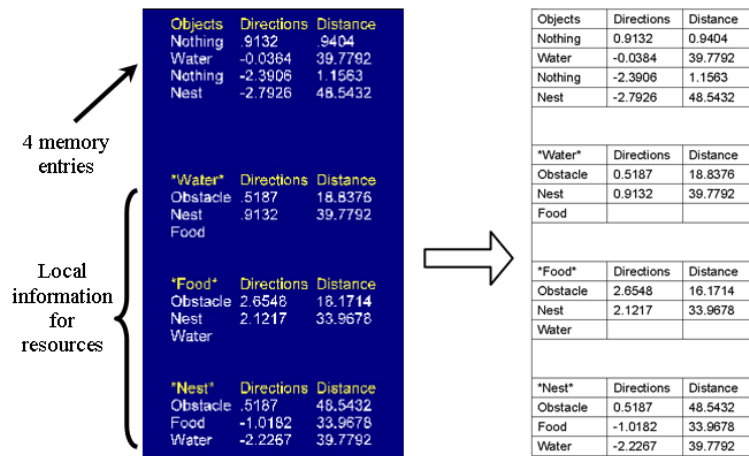 4 memory
entries
Local
information
for
resources
Objects Directions Distance
Nothing .9132 .9404
Water -0.0364 39.7792
Nothing -2.3906 1.1563
Nest -2.7926 48.5432
*Water* Directions Distance
Obstacle .5187 18.8376
Nest .9132 39.7792
Food
*Food* Directions Distance
Obstacle 2.6548 18.1714
Nest 2.1217 33.9678
Water
*Nest* Directions Distance
Obstacle .5187 48.5432
Food -1.0182 33.9678
Water -2.2267 39.7792
Objects Directions Distance
Nothing 0.9132 0.9404
Water -0.0384 39.7792
Nothing -2.3906 1.1563
Nest -2.7926 48.5432
*Water* Directions Distance
Obstacle 0.5187 18.8376
Nest 0.9132 39.7792
Food
*Food* Directions Distance
Obstacle 2.6548 16.1714
Nest 2.1217 33.9678
Water
*Nest* Directions Distance
Obstacle 0.5187 48.5432
Food -1.0182 33.9678
Water -2.2267 39.7792